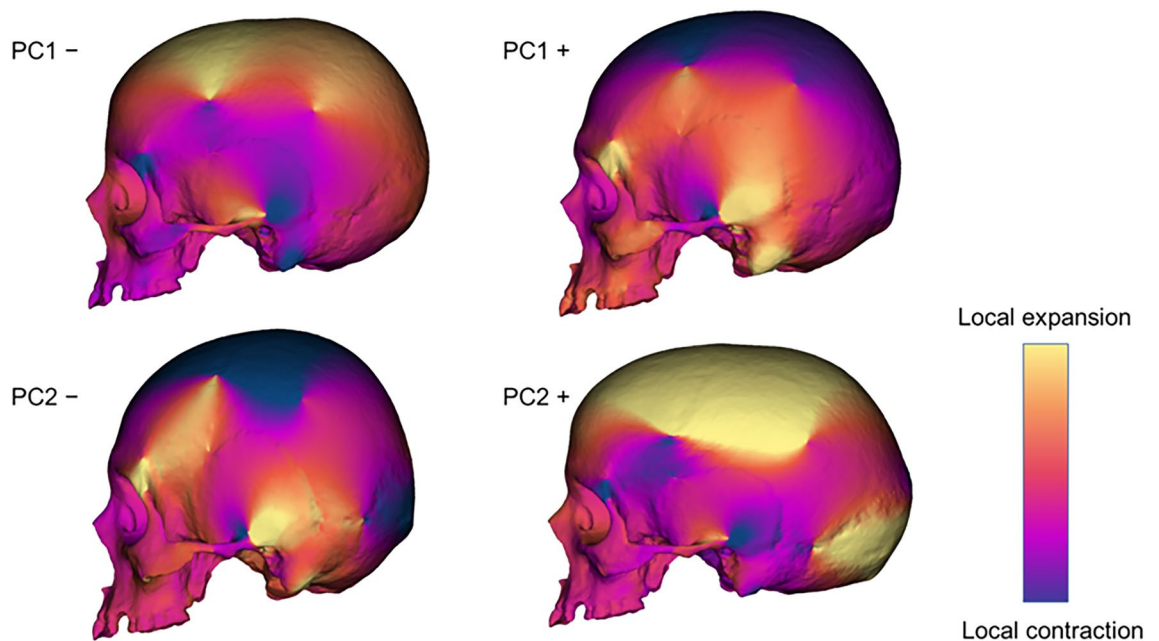 PC1 −
PC1 +
PC2 −
PC2 +
Local expansion
Local contraction